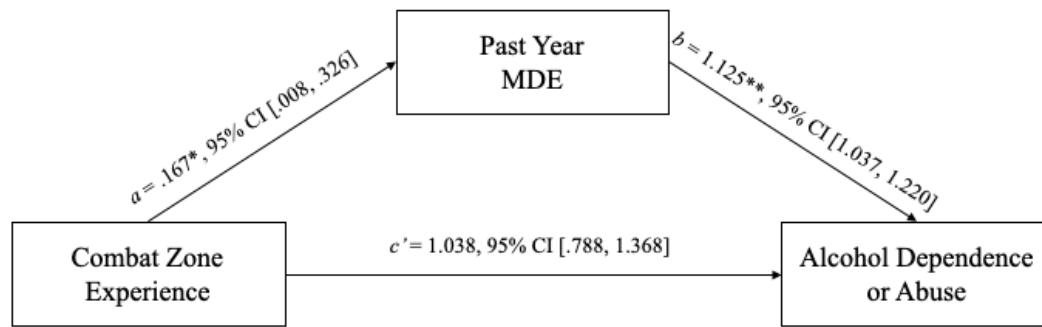 Past Year
MDE
a = .167*, 95% CI [.008, .326]
b = 1.125**, 95% CI [1.037, 1.220]
c’= 1.038, 95% CI [.788, 1.368]
Combat Zone
Experience
Alcohol Dependence
or Abuse